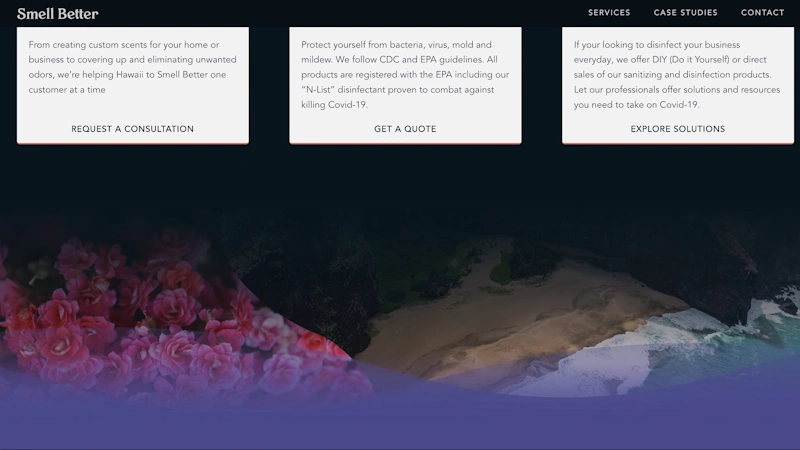 Smell Better
SERVICES
CASE STUDIES
CONTACT
From creating custom scents for your home or
business to covering up and eliminating unwanted
odors, we're helping Hawaii to Smell Better one
customer at a time
REQUEST A CONSULTATION
Protect yourself from bacteria, virus, mold and
mildew. We follow CDC and EPA guidelines. All
products are registered with the EPA including our
“N-List” disinfectant proven to combat against
killing Covid-19.
GET A QUOTE
If your looking to disinfect your business
everyday, we offer DIY (Do it Yourself) or direct
sales of our sanitizing and disinfection products.
Let our professionals offer solutions and resources
you need to take on Covid-19.
EXPLORE SOLUTIONS